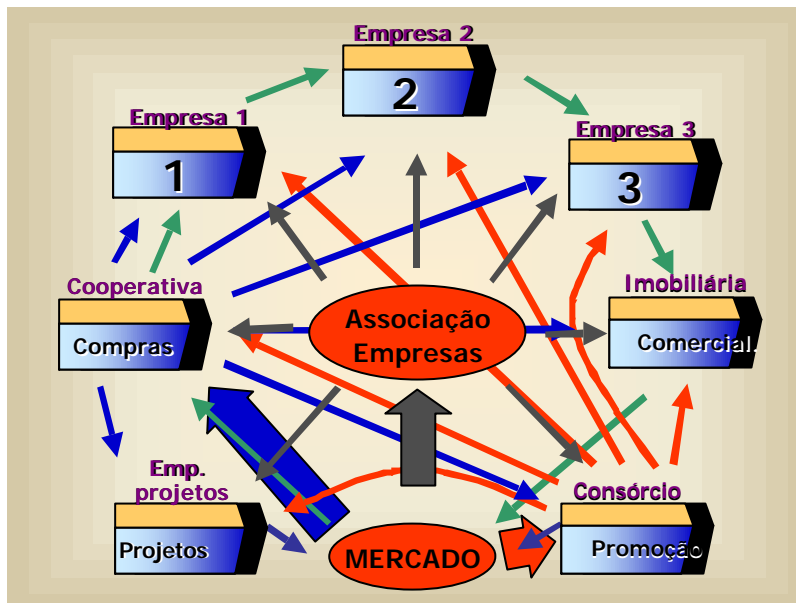 Empresa 2
2
Empresa 1
1
Empresa 3
3
Cooperativa
Compras
Imobiliária
Comercial.
Associação
Empresas
Emp.
projetos
Projetos
Consórcio
Promoção
MERCADO